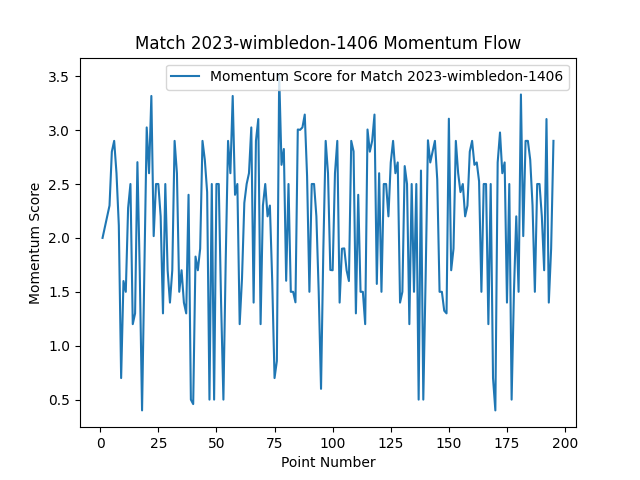 Match 2023-wimbledon-1406 Momentum Flow
Momentum Score for Match 2023-wimbledon-1406
Momentum Score
3.5
3.0
2.5
2.0
1.5
1.0
0.5
0 25 50 75 100 125 150 175 200
Point Number